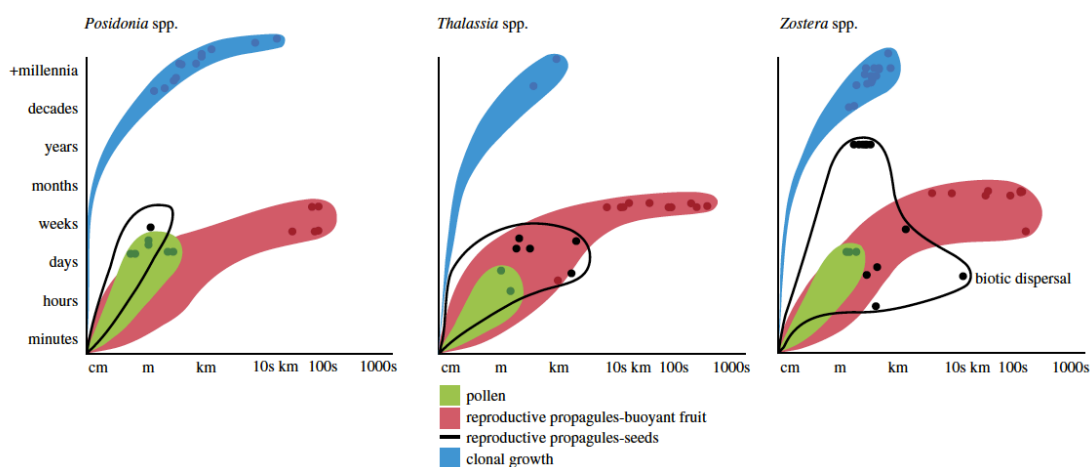 Posidonia spp.
Thalassia spp.
Zostera spp.
+millennia
decades
years
months
weeks
days
hours
minutes
biotic dispersal
cm m km 10s km 100s 1000s
cm m km 10s km 100s 1000s
cm m km 10s km 100s 1000s
pollen
reproductive propagules-buoyant fruit
reproductive propagules-seeds
clonal growth